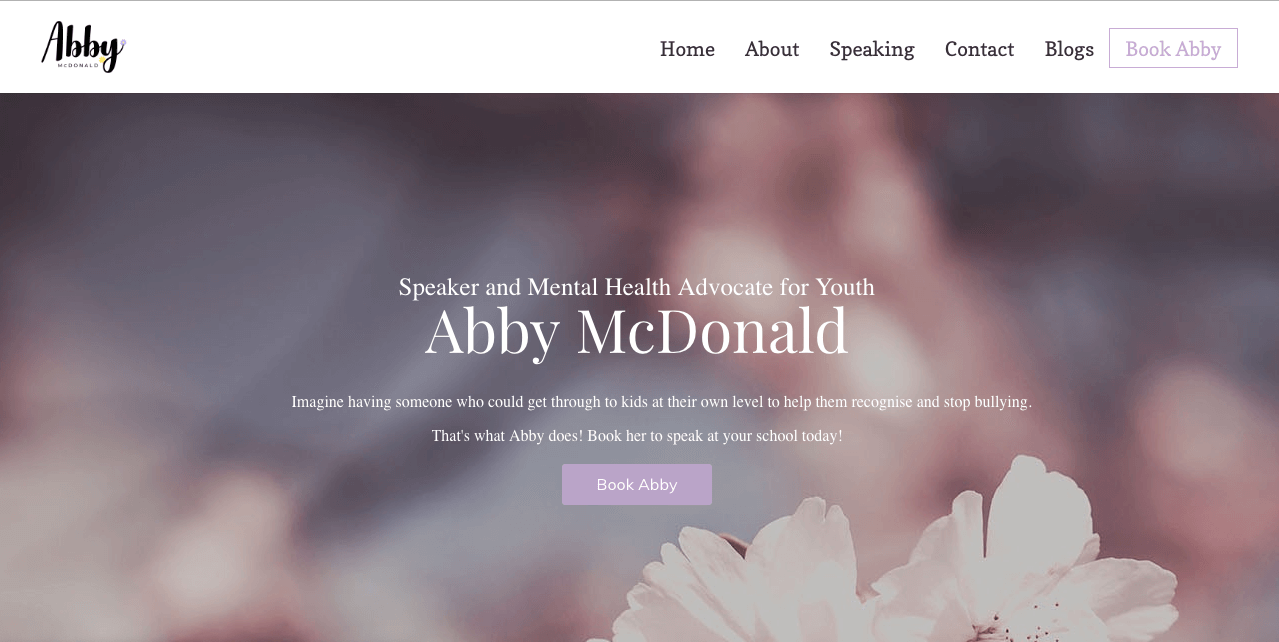 Abby
McDONALD
Home About Speaking Contact Blogs Book Abby
Speaker and Mental Health Advocate for Youth
Abby McDonald
Imagine having someone who could get through to kids at their own level to help them recognise and stop bullying.
That's what Abby does! Book her to speak at your school today!
Book Abby